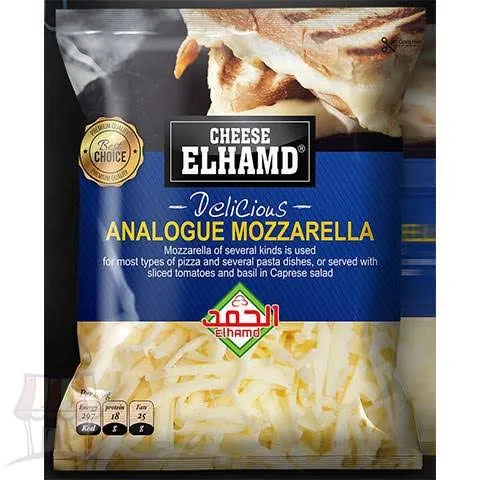 PREMIUM QUALITY
Best
CHOICE
PREMIUM QUALITY
CHEESE
ELHAMD®
Delicious
ANALOGUE MOZZARELLA
Mozzarella of several kinds is used
for most types of pizza and several pasta dishes, or served with
sliced tomatoes and basil in Caprese salad
الحمد
Elhamd
Energy protein Fats
297 18 25
Kcal g g